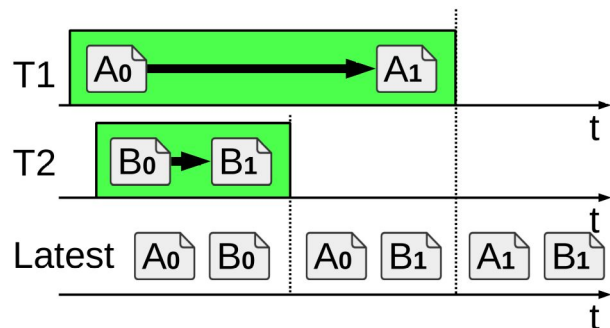 T1 A0 A1
t
T2 B0 B1
t
Latest A0 B0 A0 B1 A1 B1
t